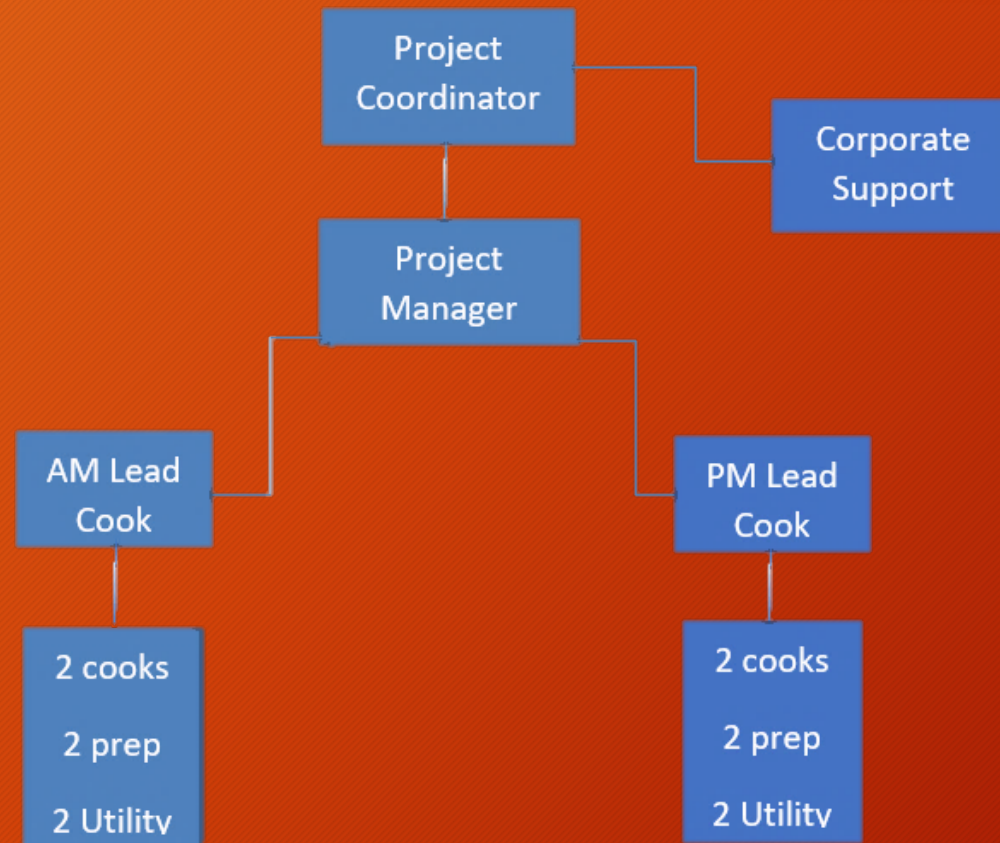 Project
Coordinator
Corporate
Support
Project
Manager
AM Lead
Cook
PM Lead
Cook
2 cooks
2 prep
2 Utility
2 cooks
2 prep
2 Utility